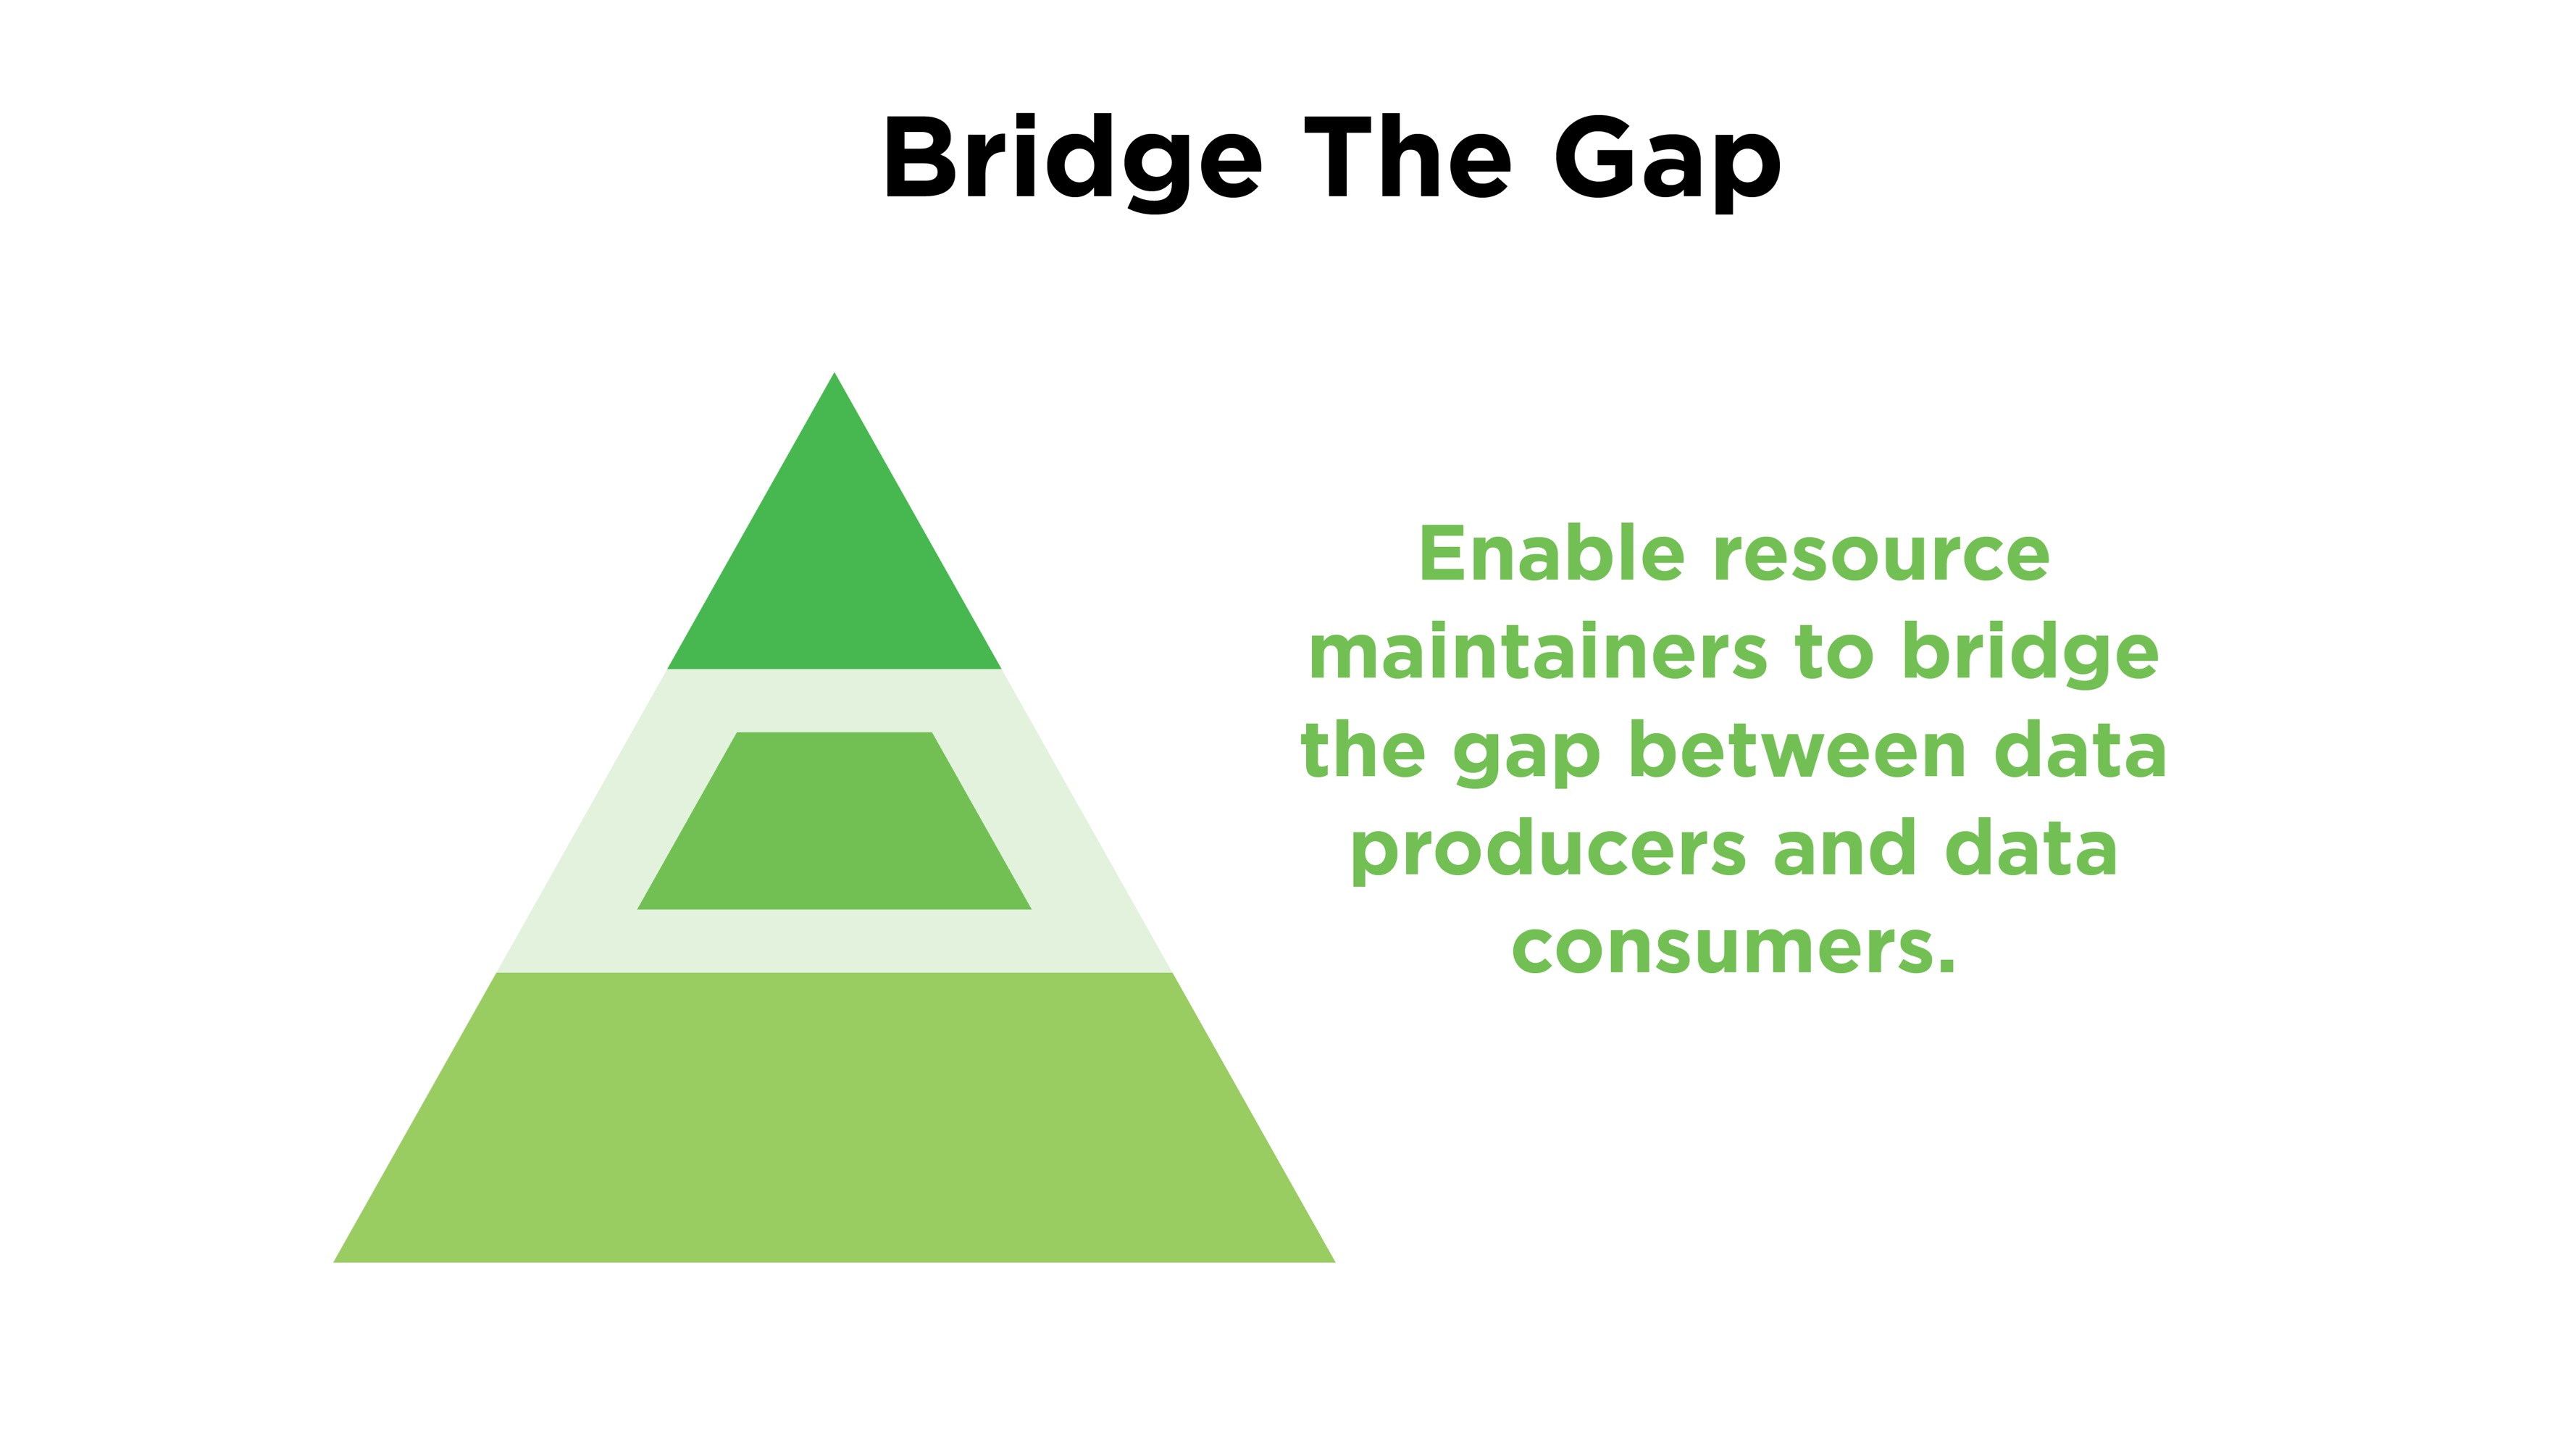 Bridge The Gap
Enable resource
maintainers to bridge
the gap between data
producers and data
consumers.